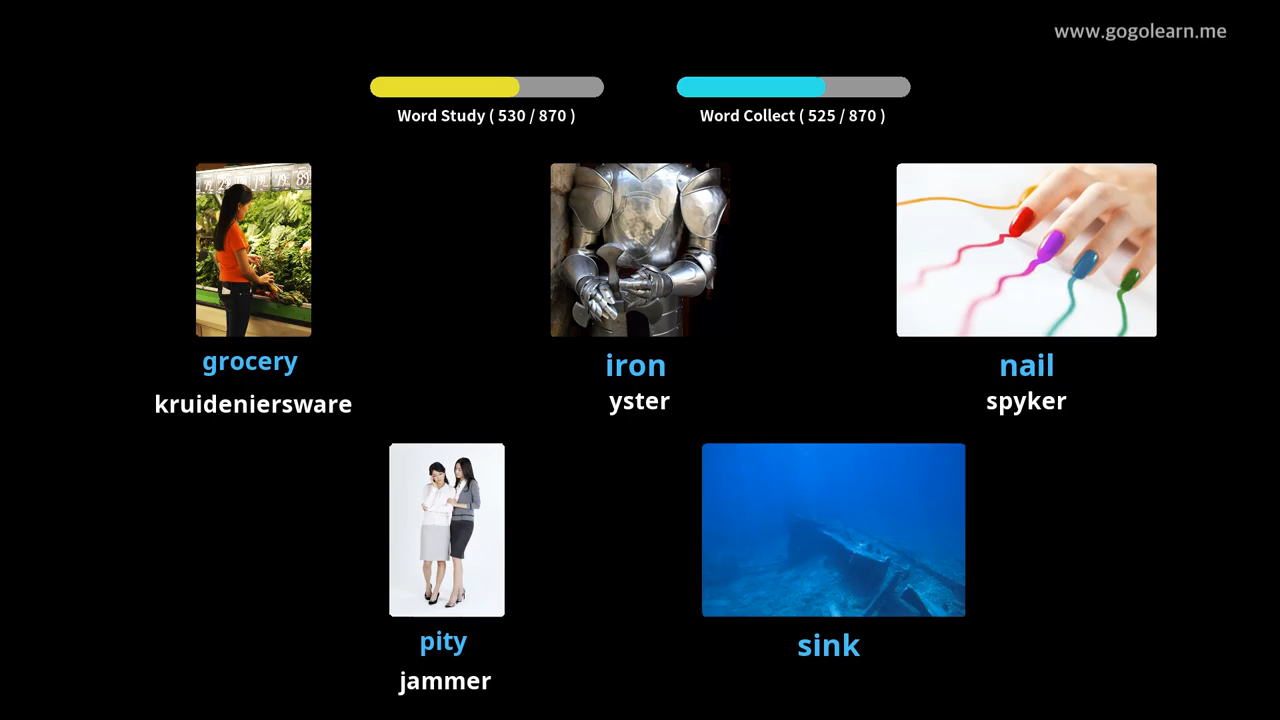 www.gogolearn.me
Word Study ( 530 / 870 )
Word Collect ( 525 / 870 )
grocery
kruideniersware
iron
yster
nail
spyker
pity
jammer
sink